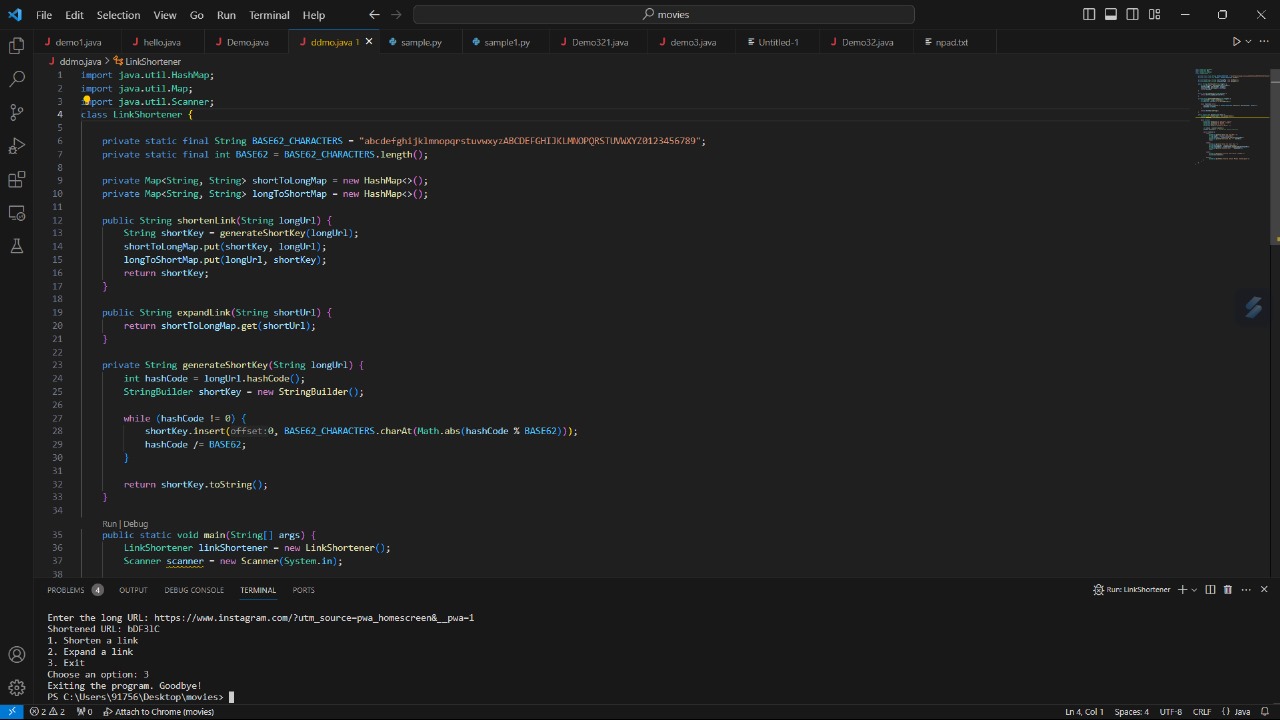 File Edit Selection View Go Run Terminal Help
movies
demo1.java hello.java Demo.java ddmo.java 1 sample.py sample1.py Demo321.java demo3.java Untitled-1 Demo32.java npad.txt
ddmo.java > LinkShortener
1 import java.util.HashMap;
2 import java.util.Map;
3 import java.util.Scanner;
4 class LinkShortener {
5
6 private static final String BASE62_CHARACTERS = "abcdefghijklmnopqrstuvwxyzABCDEFGHIJKLMNOPQRSTUVWXYZ0123456789";
7 private static final int BASE62 = BASE62_CHARACTERS.length();
8
9 private Map<String, String> shortToLongMap = new HashMap<>();
10 private Map<String, String> longToShortMap = new HashMap<>();
11
12 public String shortenLink(String longUrl) {
13 String shortKey = generateShortKey(longUrl);
14 shortToLongMap.put(shortKey, longUrl);
15 longToShortMap.put(longUrl, shortKey);
16 return shortKey;
17 }
18
19 public String expandLink(String shortUrl) {
20 return shortToLongMap.get(shortUrl);
21 }
22
23 private String generateShortKey(String longUrl) {
24 int hashCode = longUrl.hashCode();
25 StringBuilder shortKey = new StringBuilder();
26
27 while (hashCode != 0) {
28 shortKey.insert(offset:0, BASE62_CHARACTERS.charAt(Math.abs(hashCode % BASE62)));
29 hashCode /= BASE62;
30 }
31
32 return shortKey.toString();
33 }
34
Run | Debug
35 public static void main(String[] args) {
36 LinkShortener linkShortener = new LinkShortener();
37 Scanner scanner = new Scanner(System.in);
38
PROBLEMS 4 OUTPUT DEBUG CONSOLE TERMINAL PORTS Run: LinkShortener
Enter the long URL: https://www.instagram.com/?utm_source=pwa_homescreen&__pwa=1
Shortened URL: bDF3lC
1. Shorten a link
2. Expand a link
3. Exit
Choose an option: 3
Exiting the program. Goodbye!
PS C:\Users\91756\Desktop\movies>
2 2 0 Attach to Chrome (movies) Ln 4, Col 1 Spaces: 4 UTF-8 CRLF {} Java